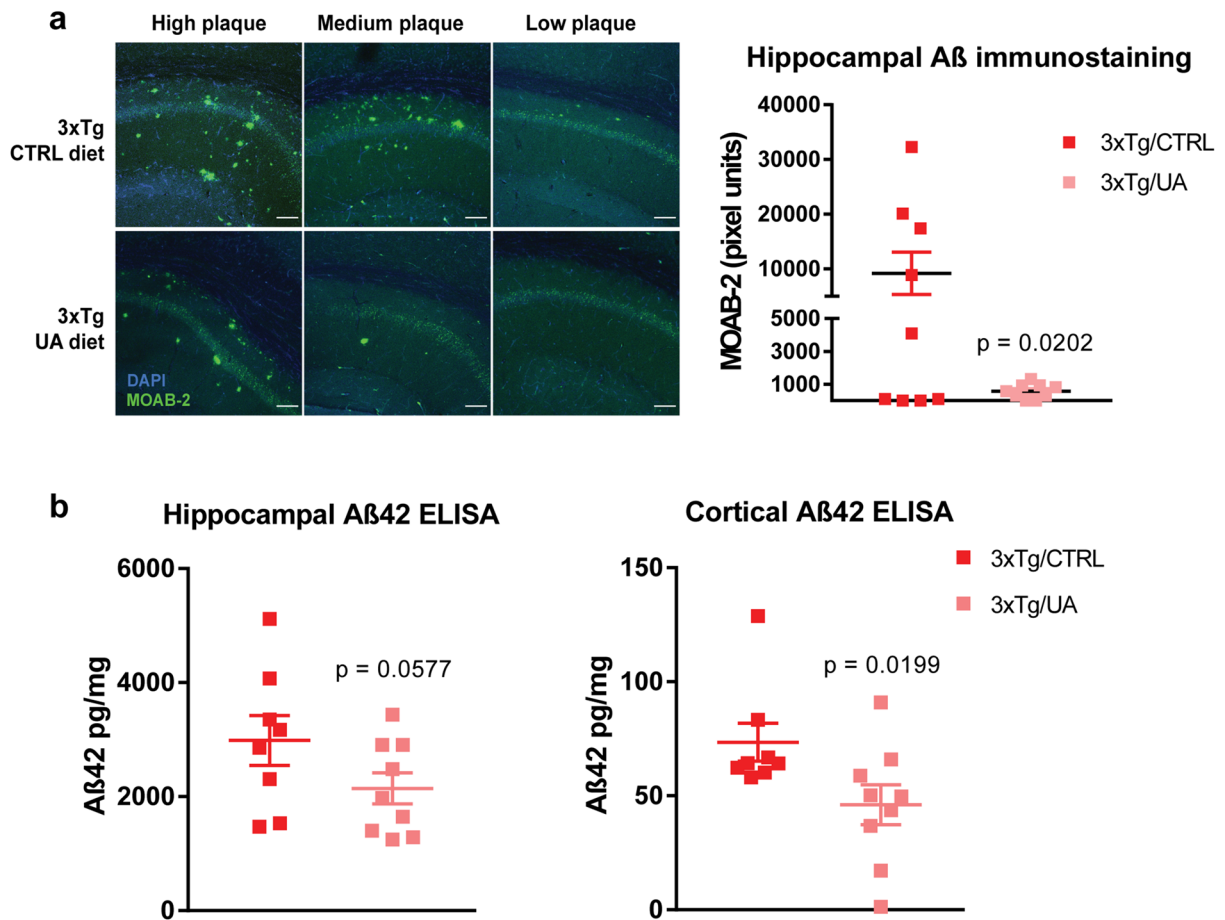 a
High plaque
Medium plaque
Low plaque
3xTg
CTRL diet
3xTg
UA diet
DAPI
MOAB-2
Hippocampal Aß immunostaining
MOAB-2 (pixel units)
40000
30000
20000
10000
5000
3000
1000
3xTg/CTRL
3xTg/UA
p = 0.0202
b
Hippocampal Aß42 ELISA
Aß42 pg/mg
6000
4000
2000
0
p = 0.0577
Cortical Aß42 ELISA
Aß42 pg/mg
150
100
50
0
3xTg/CTRL
3xTg/UA
p = 0.0199